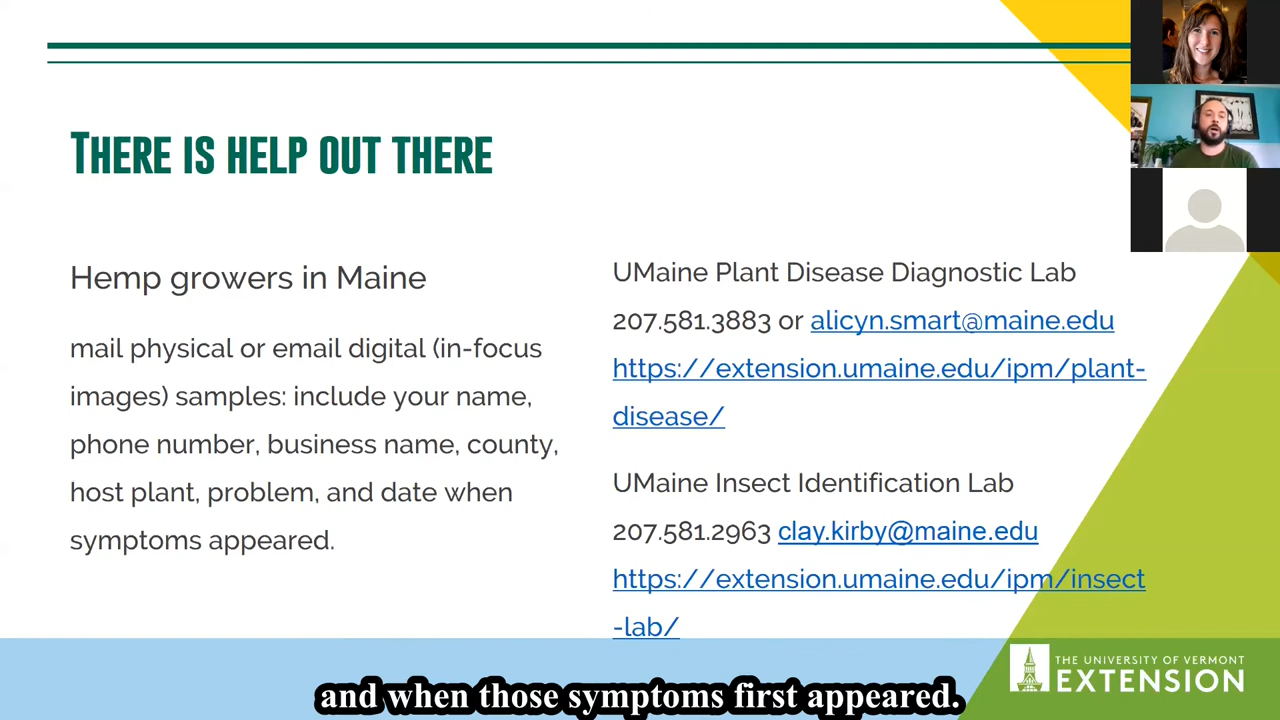 THERE IS HELP OUT THERE
Hemp growers in Maine
mail physical or email digital (in-focus
images) samples: include your name,
phone number, business name, county,
host plant, problem, and date when
symptoms appeared.
UMaine Plant Disease Diagnostic Lab
207.581.3883 or alicyn.smart@maine.edu
https://extension.umaine.edu/ipm/plant-
disease/
UMaine Insect Identification Lab
207.581.2963 clay.kirby@maine.edu
https://extension.umaine.edu/ipm/insect
-lab/
THE UNIVERSITY OF VERMONT
EXTENSION
and when those symptoms first appeared.